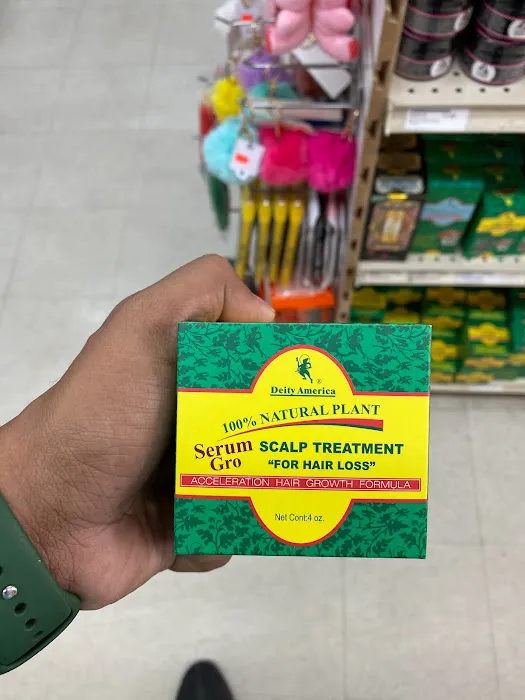 ®
Deity America
100% NATURAL PLANT
Serum Gro
SCALP TREATMENT
"FOR HAIR LOSS"
ACCELERATION HAIR GROWTH FORMULA
Net Cont:4 oz.